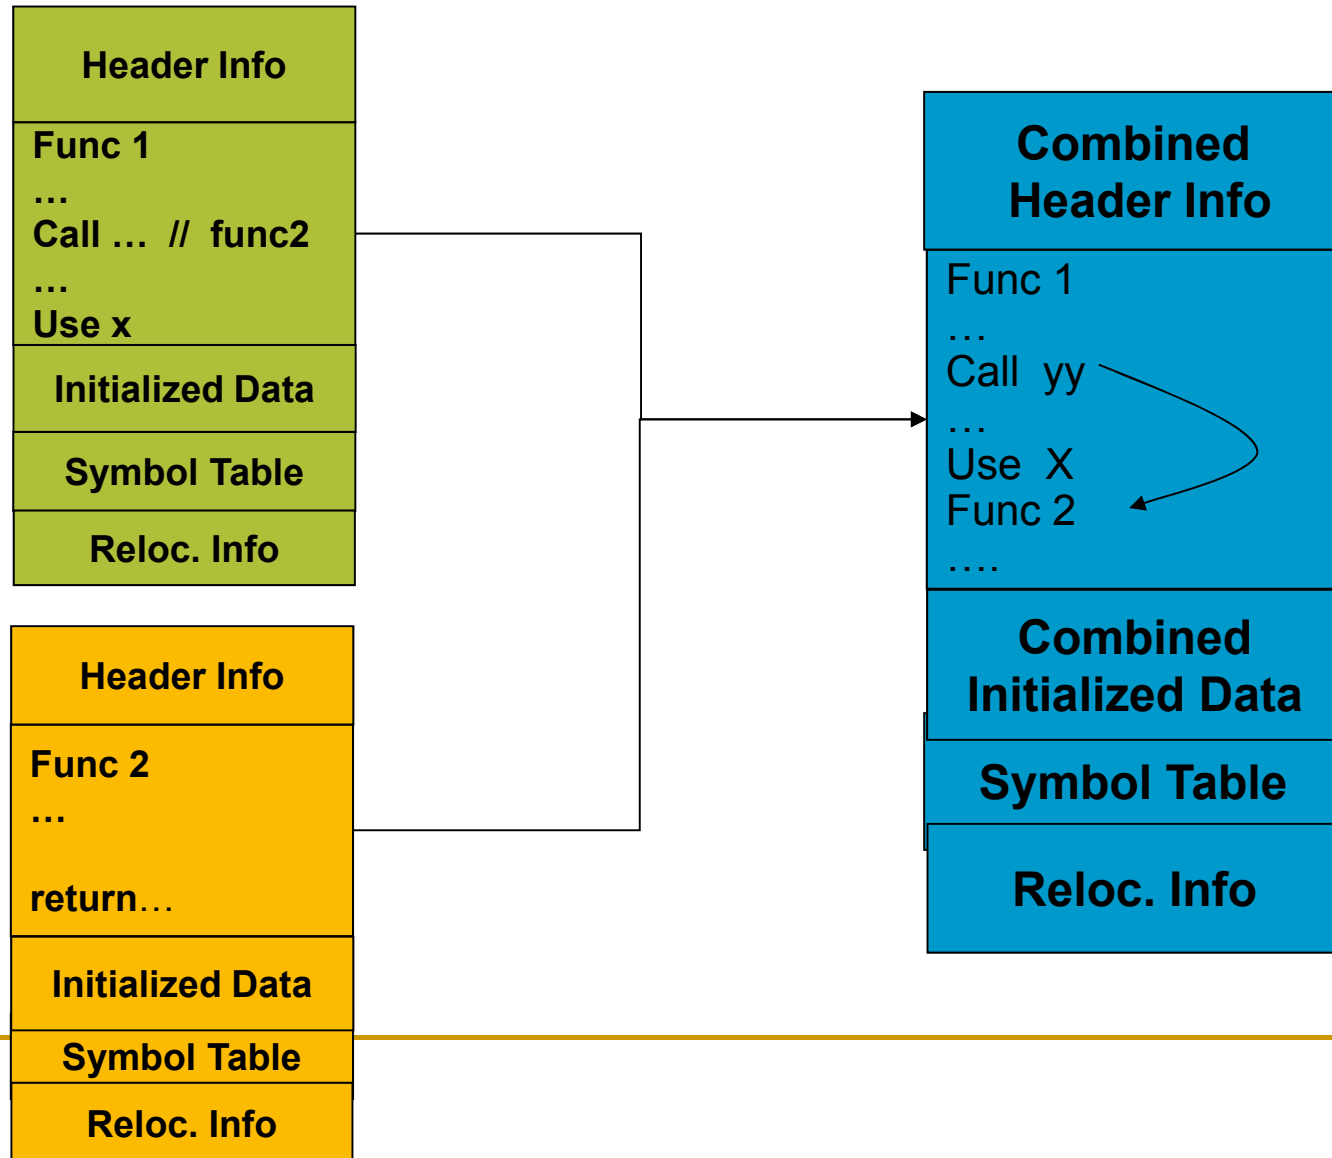 Header Info
Func 1
…
Call … // func2
…
Use x
Initialized Data
Symbol Table
Reloc. Info
Header Info
Func 2
…
return…
Initialized Data
Symbol Table
Reloc. Info
Combined
Header Info
Func 1
…
Call yy
…
Use X
Func 2
….
Combined
Initialized Data
Symbol Table
Reloc. Info